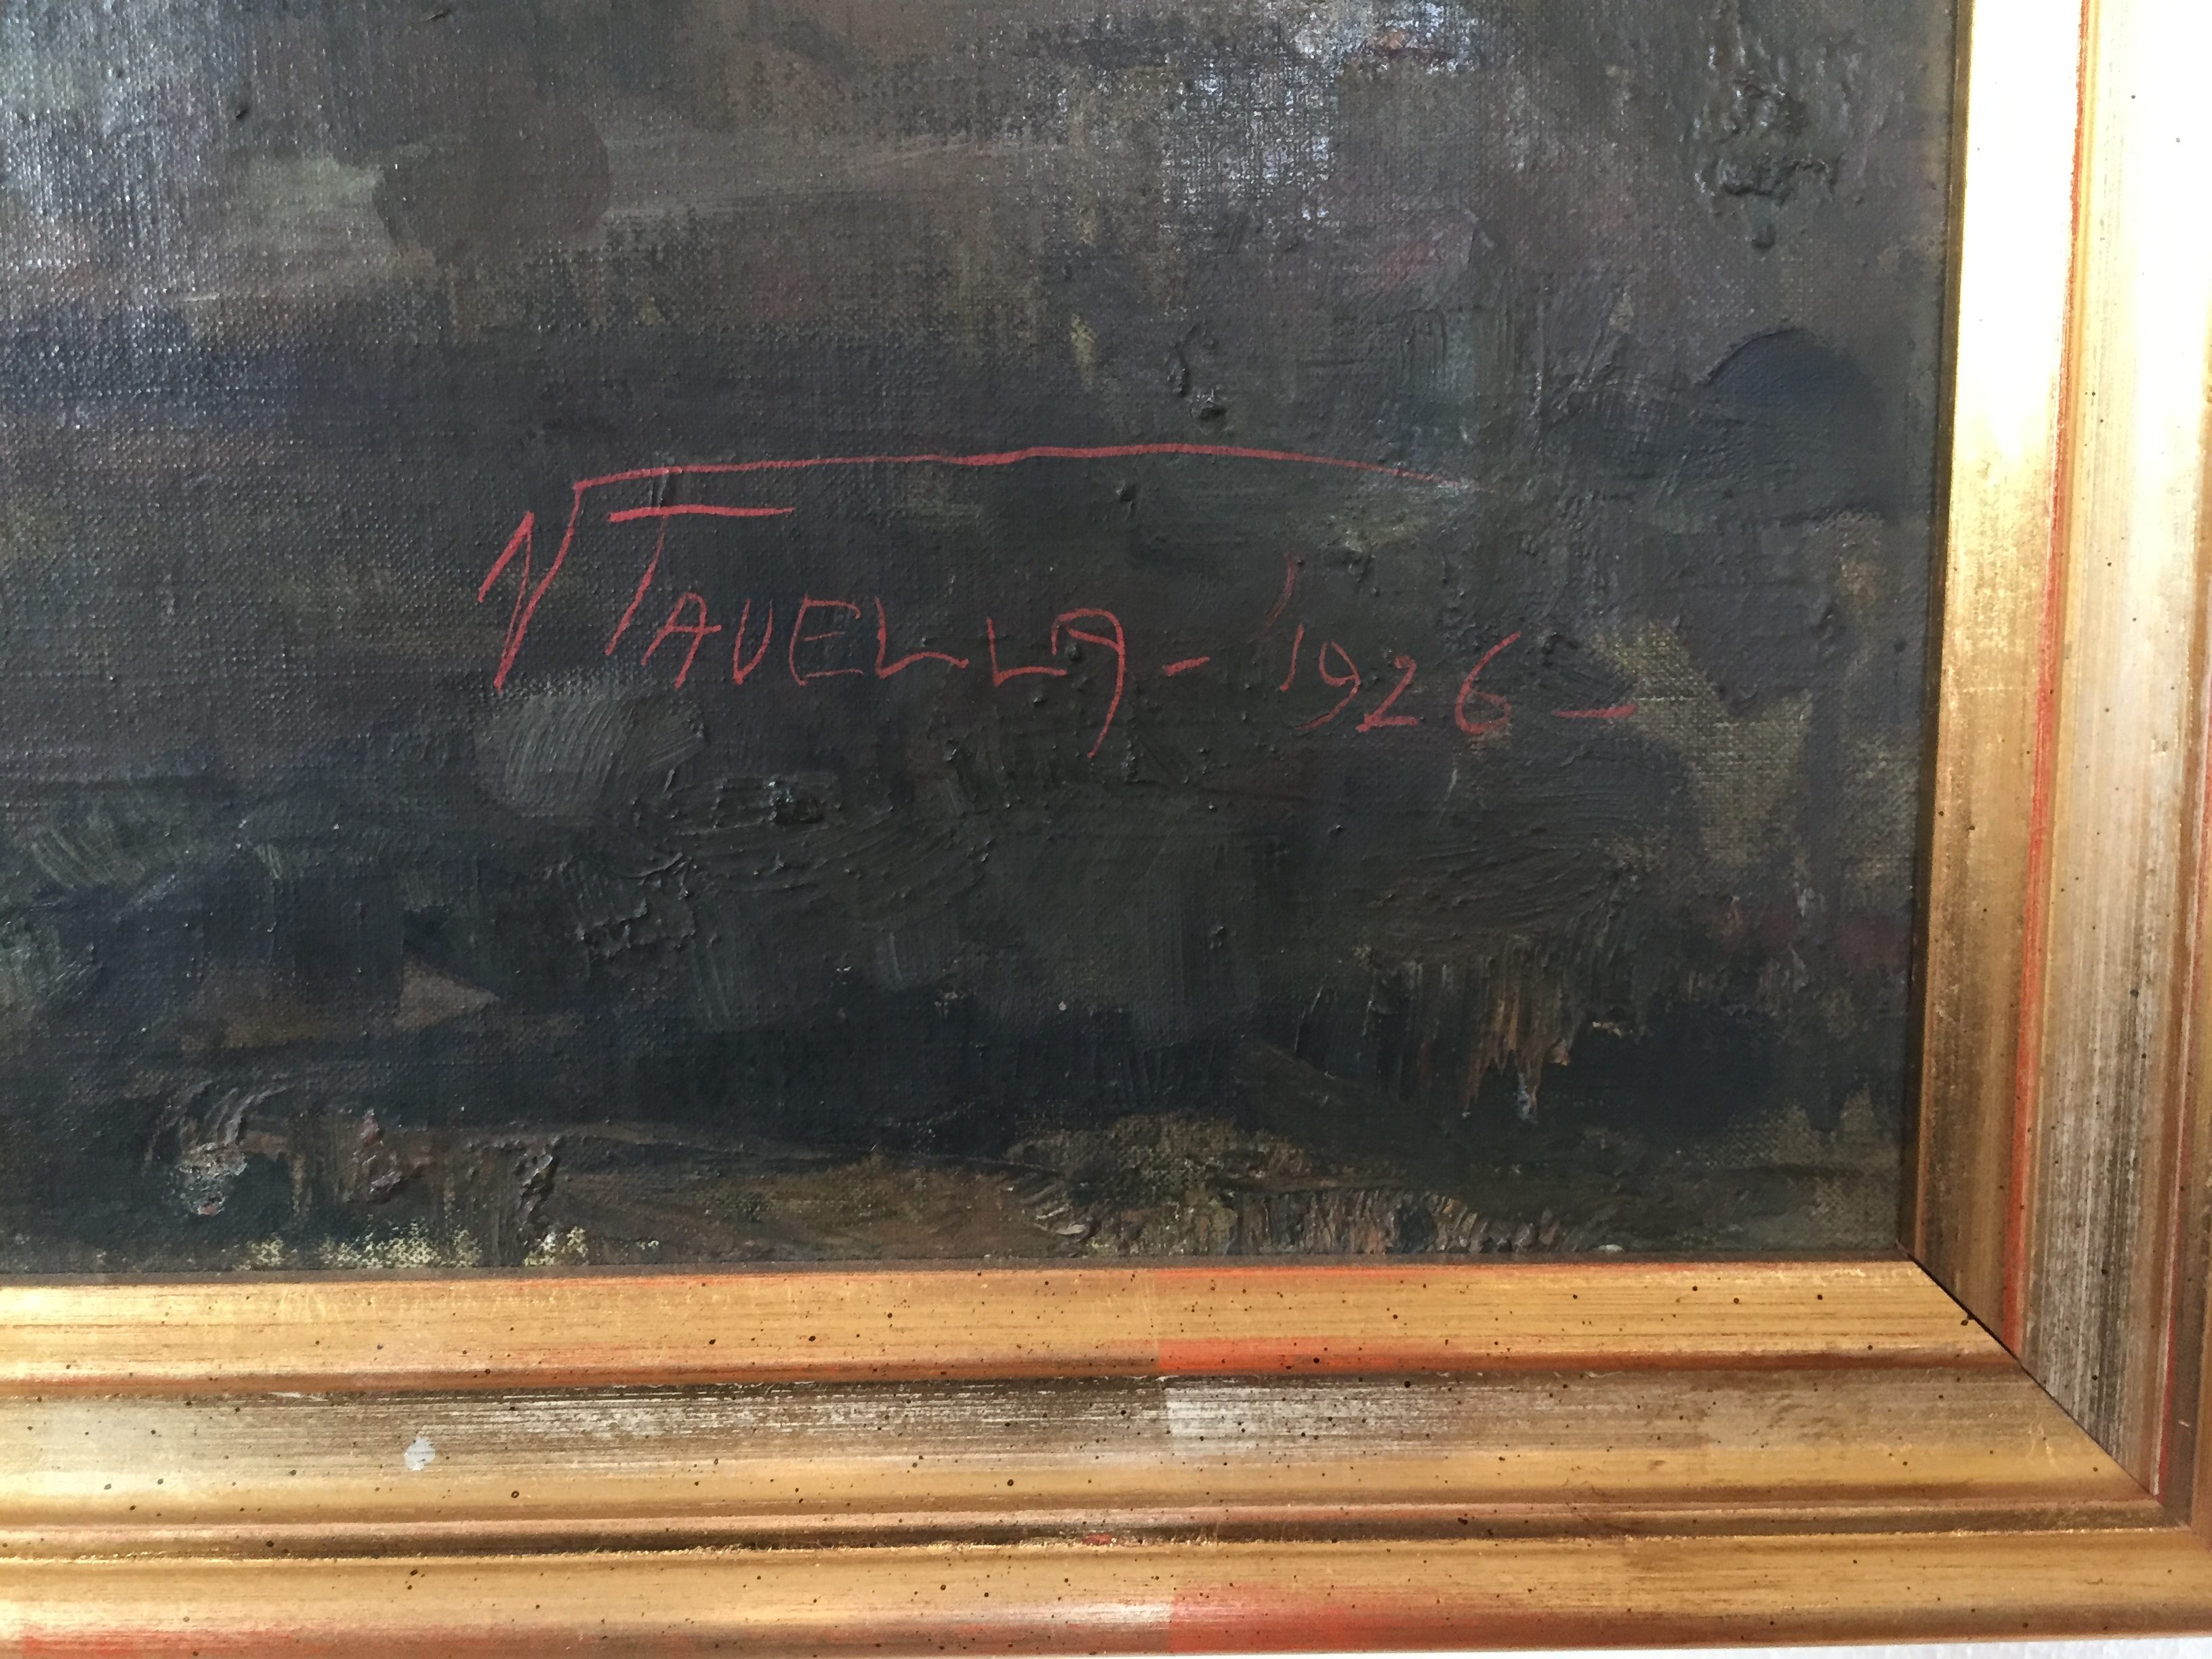 V TAVELLA - '1926 -